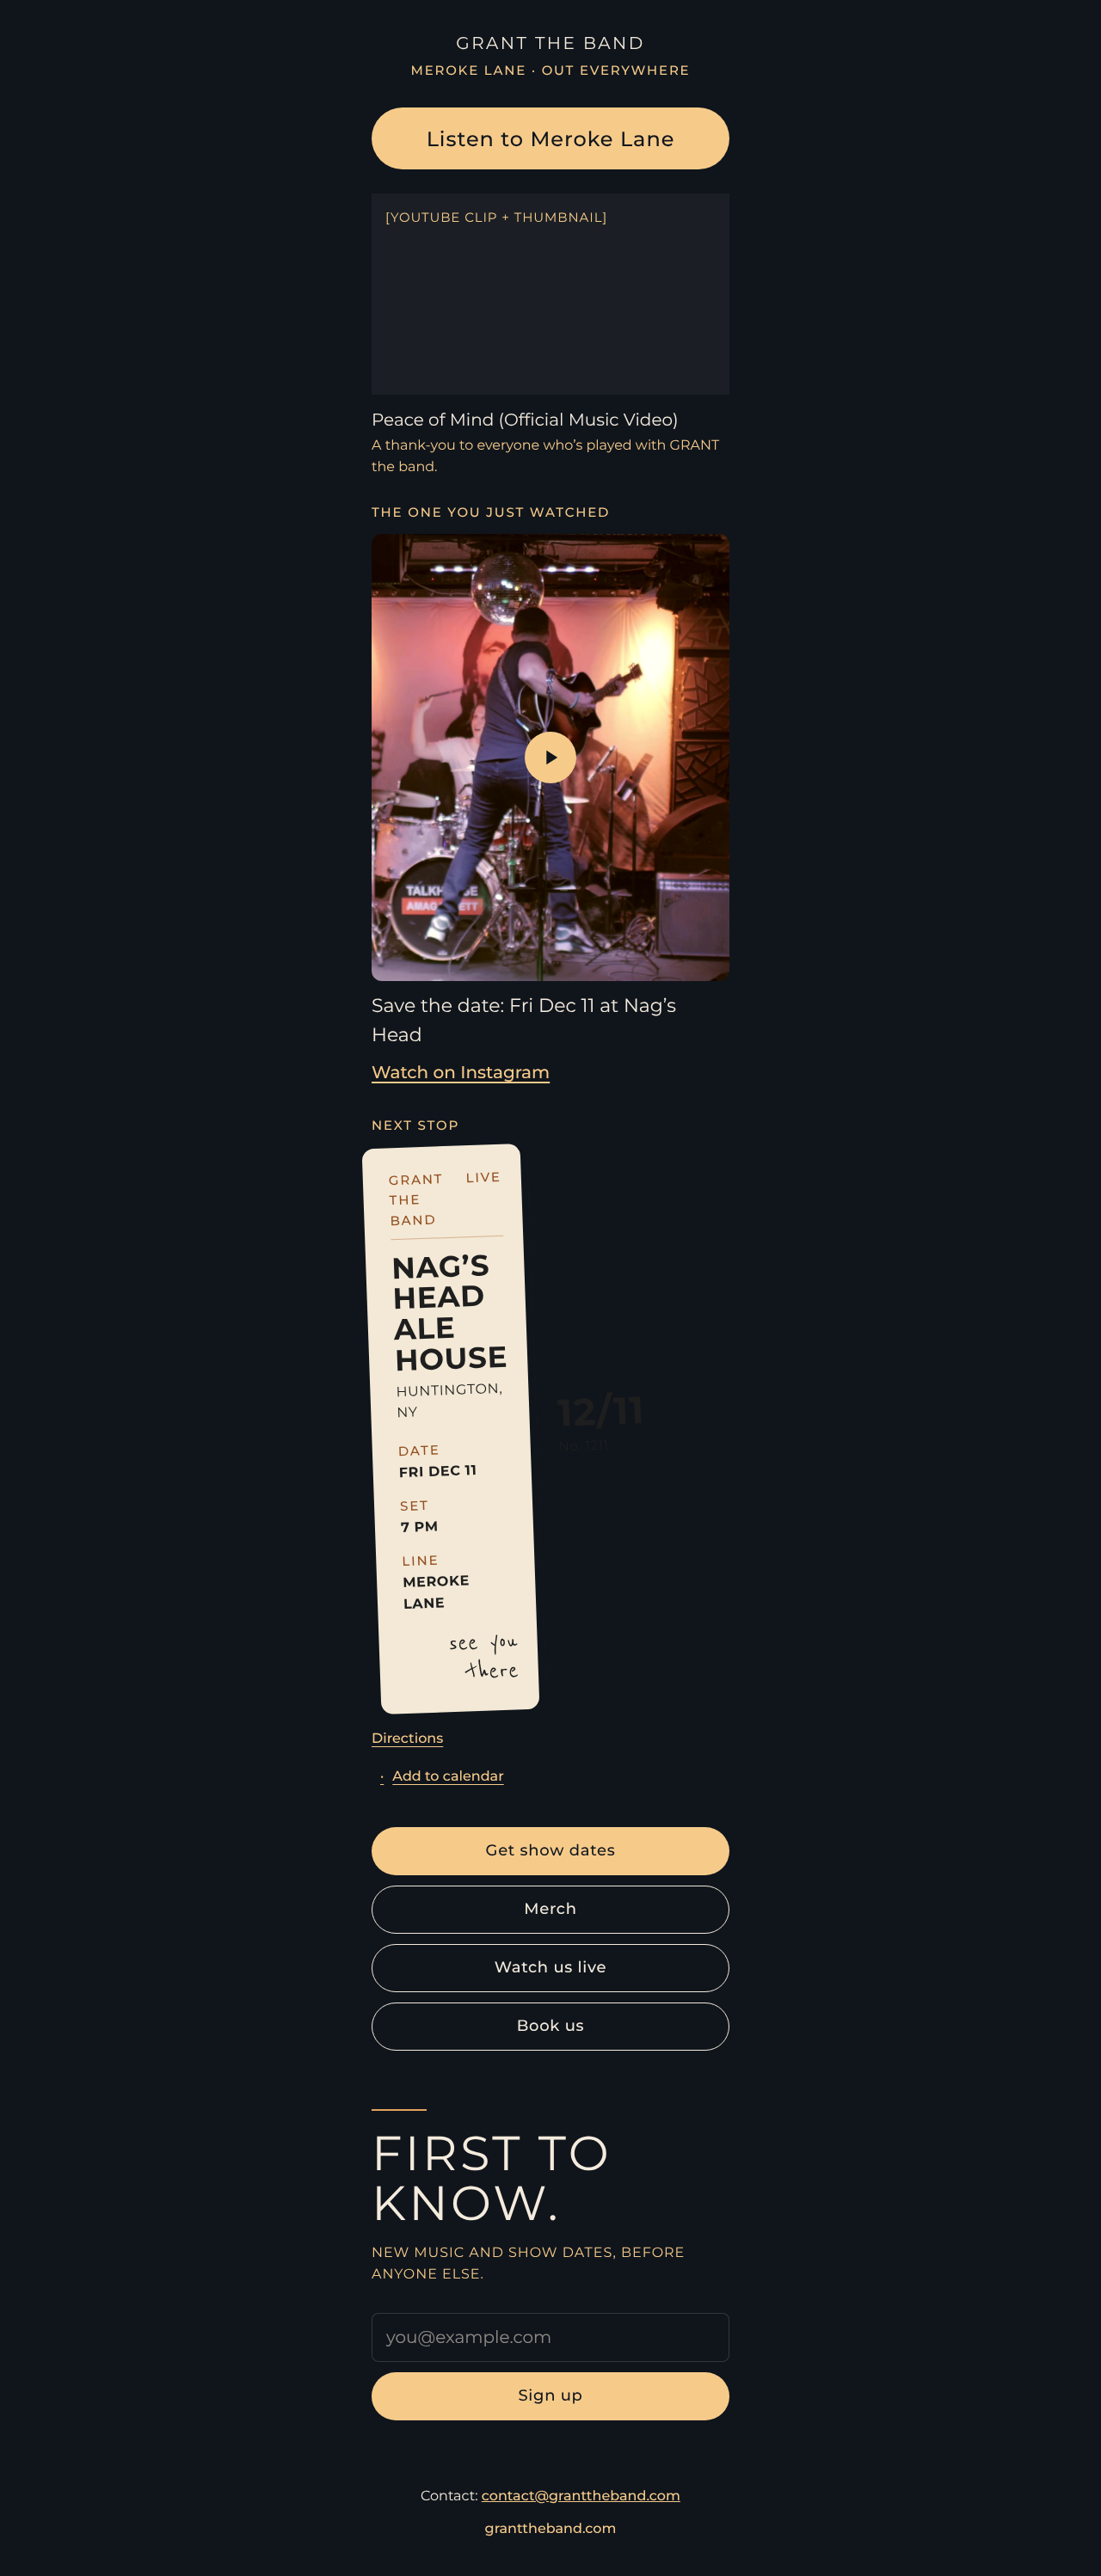 GRANT THE BAND
MEROKE LANE · OUT EVERYWHERE
Listen to Meroke Lane
[YOUTUBE CLIP + THUMBNAIL]
Peace of Mind (Official Music Video)
A thank-you to everyone who’s played with GRANT
the band.
THE ONE YOU JUST WATCHED
Save the date: Fri Dec 11 at Nag’s
Head
Watch on Instagram
NEXT STOP
GRANT THE BAND
LIVE
NAG’S
HEAD
ALE
HOUSE
HUNTINGTON,
NY
DATE
FRI DEC 11
SET
7 PM
LINE
MEROKE
LANE
see you
there
12/11
Directions
· Add to calendar
Get show dates
Merch
Watch us live
Book us
FIRST TO
KNOW.
NEW MUSIC AND SHOW DATES, BEFORE
ANYONE ELSE.
you@example.com
Sign up
Contact: contact@granttheband.com
granttheband.com